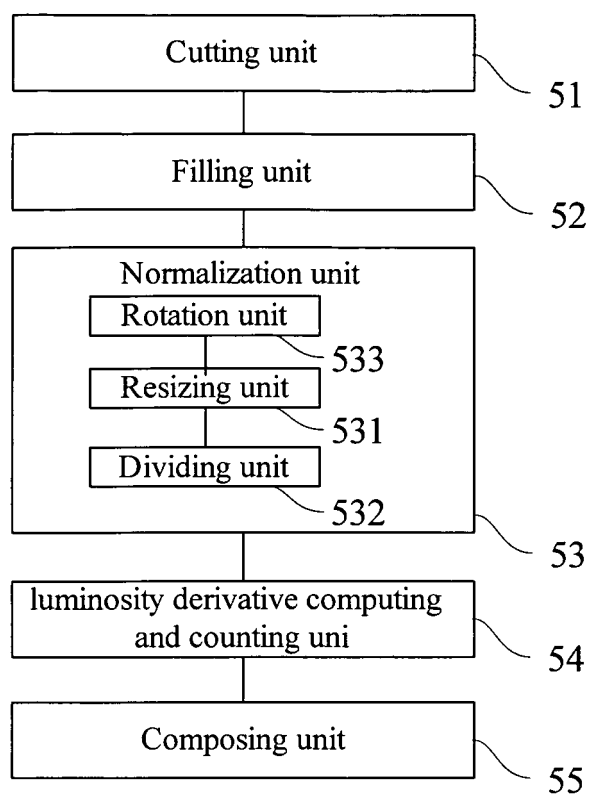 Cutting unit
51
Filling unit
52
Normalization unit
Rotation unit
533
Resizing unit
531
Dividing unit
532
53
luminosity derivative computing
and counting uni
54
Composing unit
55